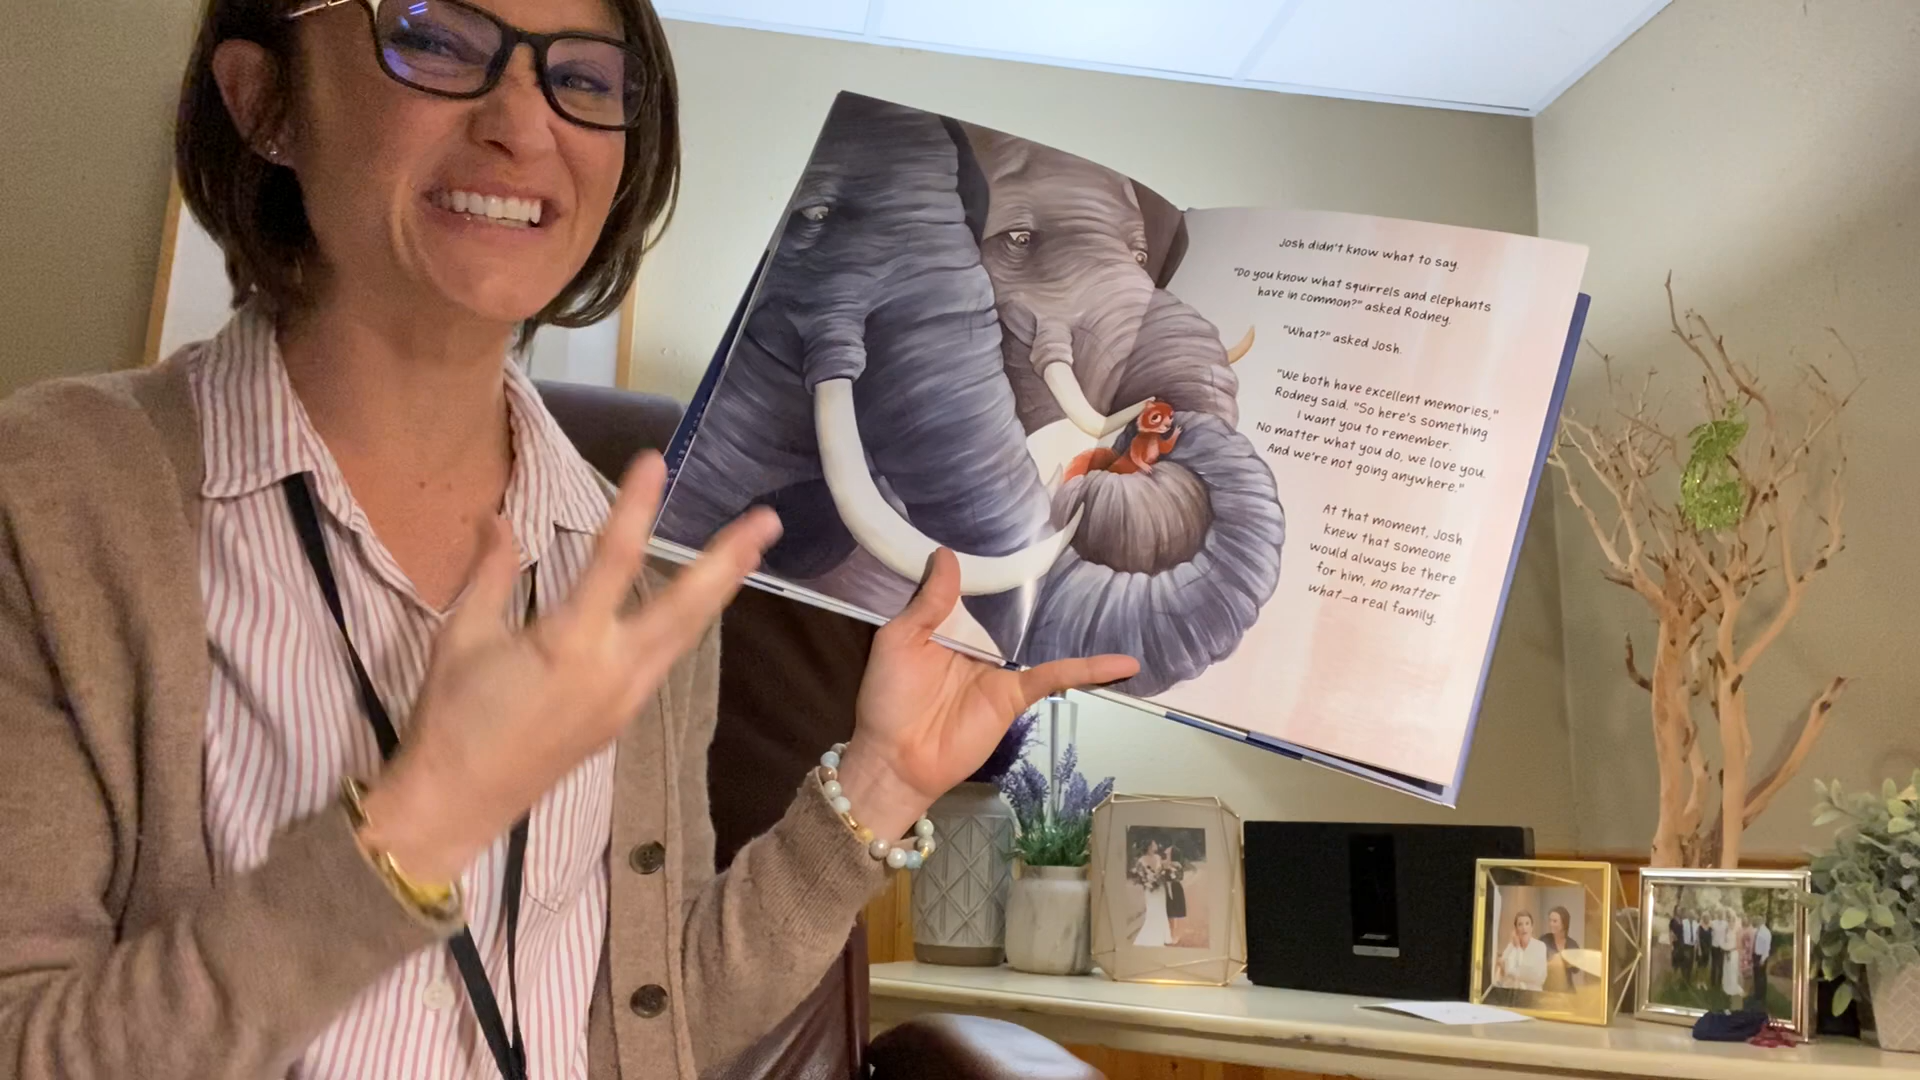 Josh didn't know what to say.
"Do you know what squirrels and elephants
have in common?" asked Rodney.
"What?" asked Josh.
"We both have excellent memories,"
Rodney said. "So here's something
I want you to remember.
No matter what you do, we love you.
And we're not going anywhere."
At that moment, Josh
knew that someone
would always be there
for him, no matter
what—a real family.